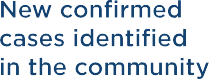 New confirmed
cases identified
in the community